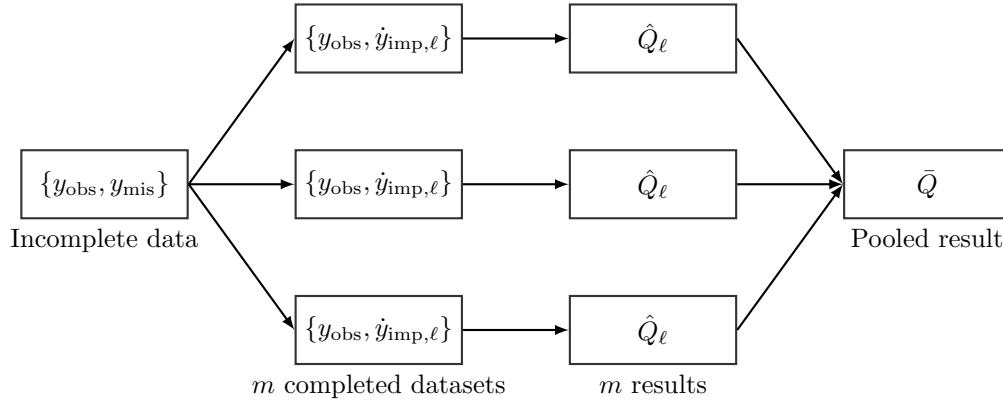 {y_obs, y_mis}
Incomplete data
{y_obs, ẏ_imp,ℓ}
{y_obs, ẏ_imp,ℓ}
{y_obs, ẏ_imp,ℓ}
m completed datasets
Q̂_ℓ
Q̂_ℓ
Q̂_ℓ
m results
Q̄
Pooled result